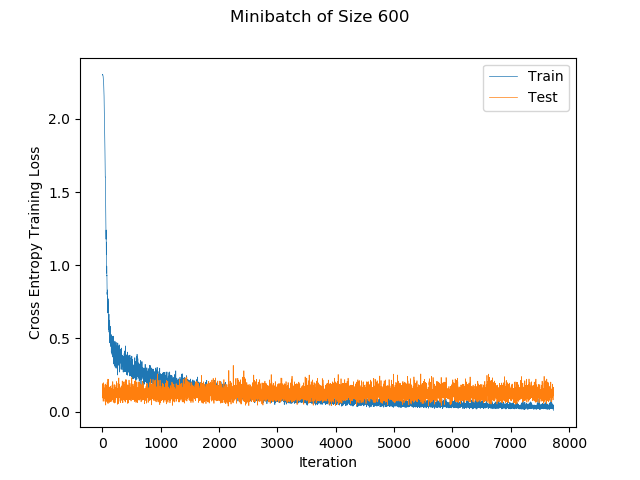 Minibatch of Size 600
Train
Test
2.0
1.5
1.0
0.5
0.0
Cross Entropy Training Loss
0 1000 2000 3000 4000 5000 6000 7000 8000
Iteration